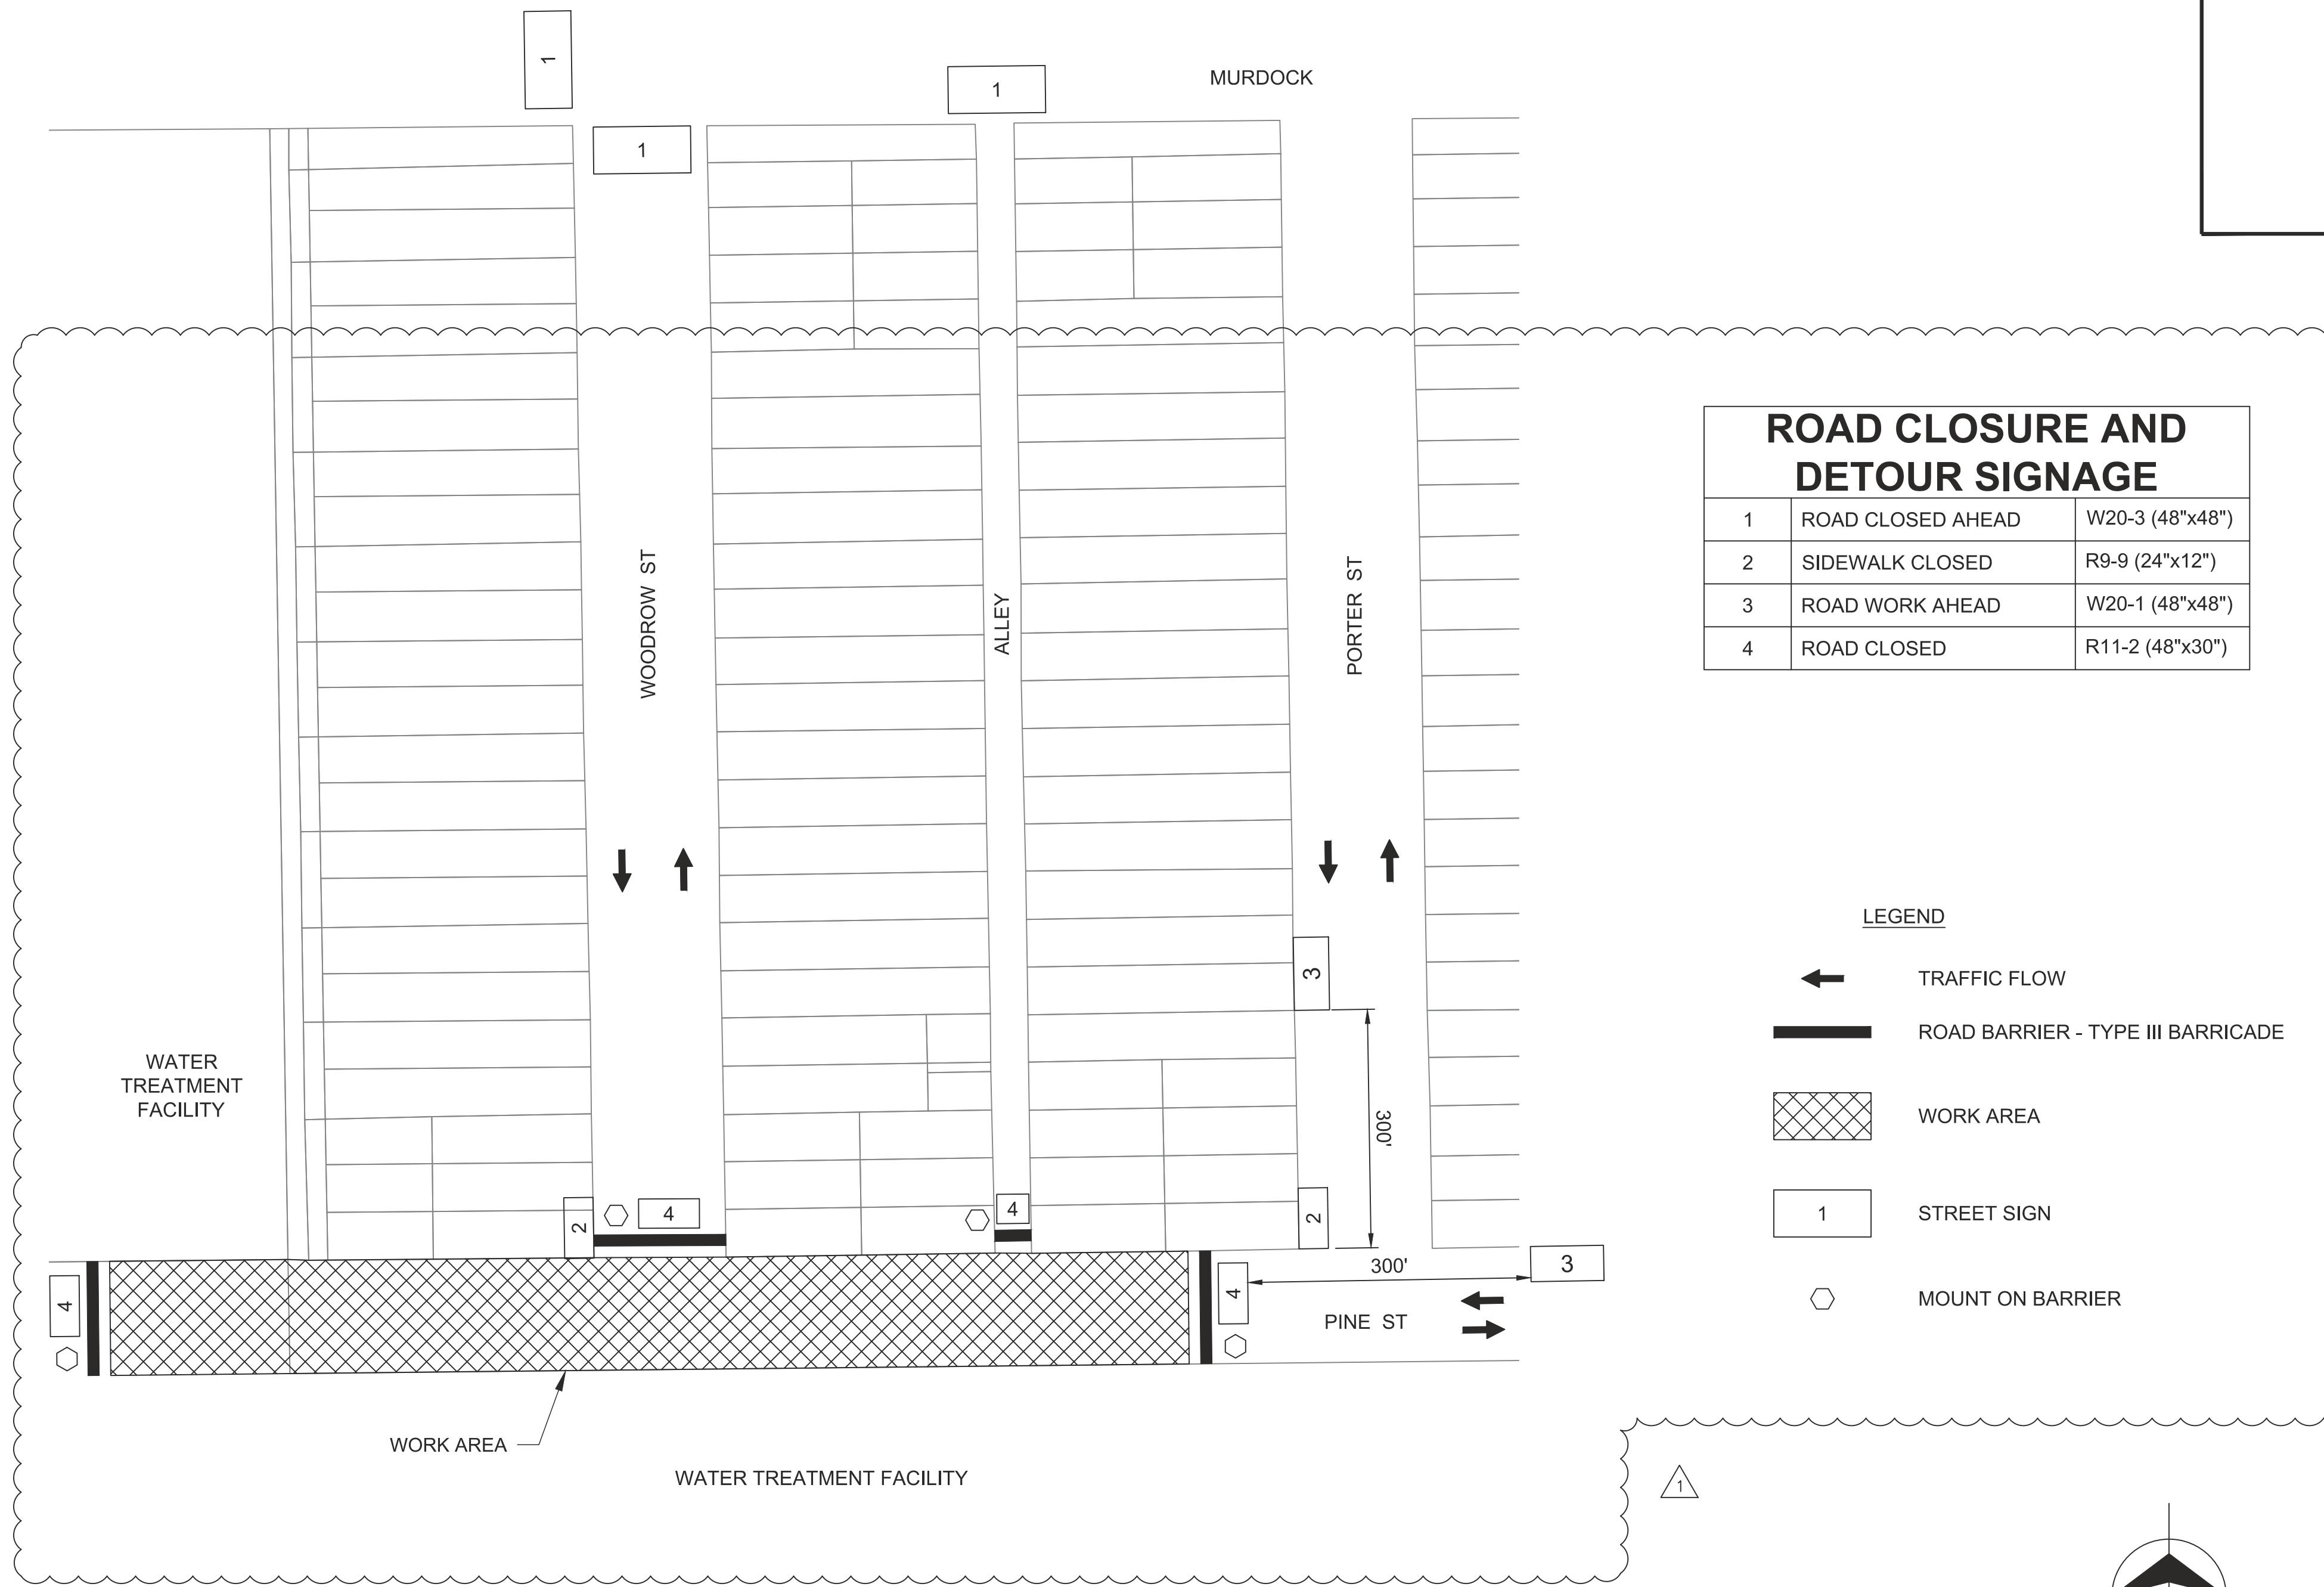 1
1
MURDOCK
1
ROAD CLOSURE AND
DETOUR SIGNAGE
1 ROAD CLOSED AHEAD W20-3 (48"x48")
2 SIDEWALK CLOSED R9-9 (24"x12")
3 ROAD WORK AHEAD W20-1 (48"x48")
4 ROAD CLOSED R11-2 (48"x30")
WOODROW ST
ALLEY
PORTER ST
LEGEND
TRAFFIC FLOW
ROAD BARRIER - TYPE III BARRICADE
WORK AREA
1 STREET SIGN
MOUNT ON BARRIER
3
WATER
TREATMENT
FACILITY
300'
2
4
4
2
300'
3
4
4
PINE ST
WORK AREA
WATER TREATMENT FACILITY
1